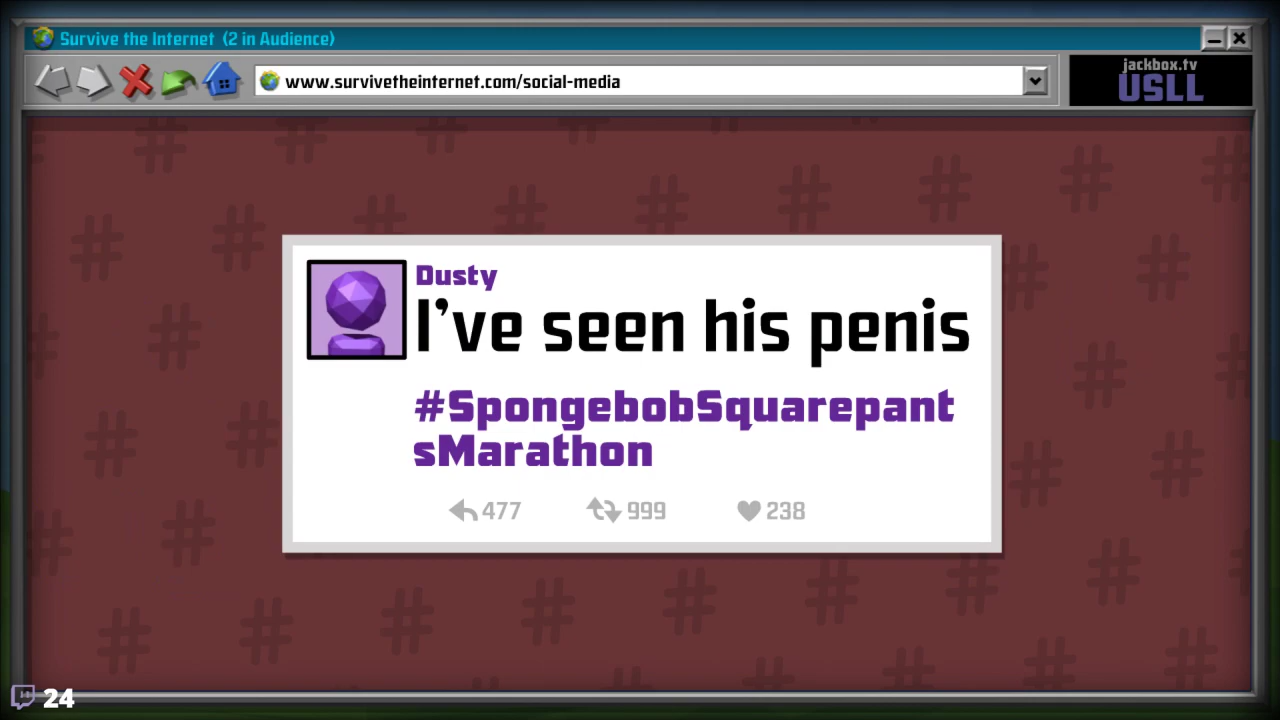 Survive the Internet (2 in Audience)
www.survivetheinternet.com/social-media
jackbox.tv
USLL
Dusty
I've seen his penis
#SpongebobSquarepant
sMarathon
477 999 238
24